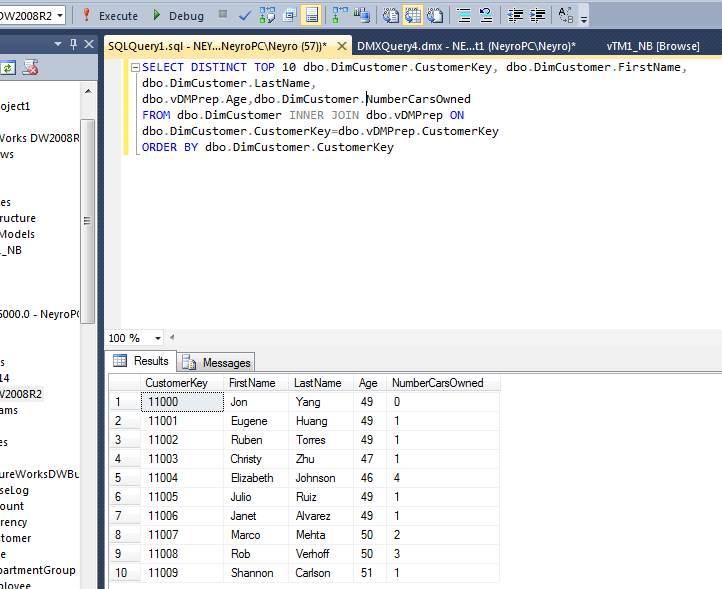 DW2008R2
Execute
Debug
SQLQuery1.sql - NEY...NeyroPC\Neyro (57))*
DMXQuery4.dmx - NE...t1 (NeyroPC\Neyro)*
vTM1_NB [Browse]
oject1
Works DW2008R
ws
es
ructure
Models
1_NB
5000.0 - NeyroPC
s
14
W2008R2
ams
es
ureWorksDWBu
seLog
ount
rency
tomer
e
partmentGroup
ployee
SELECT DISTINCT TOP 10 dbo.DimCustomer.CustomerKey, dbo.DimCustomer.FirstName,
dbo.DimCustomer.LastName,
dbo.vDMPrep.Age,dbo.DimCustomer.NumberCarsOwned
FROM dbo.DimCustomer INNER JOIN dbo.vDMPrep ON
dbo.DimCustomer.CustomerKey=dbo.vDMPrep.CustomerKey
ORDER BY dbo.DimCustomer.CustomerKey
100 %
Results
Messages
CustomerKey FirstName LastName Age NumberCarsOwned
1 11000 Jon Yang 49 0
2 11001 Eugene Huang 49 1
3 11002 Ruben Torres 49 1
4 11003 Christy Zhu 47 1
5 11004 Elizabeth Johnson 46 4
6 11005 Julio Ruiz 49 1
7 11006 Janet Alvarez 49 1
8 11007 Marco Mehta 50 2
9 11008 Rob Verhoff 50 3
10 11009 Shannon Carlson 51 1